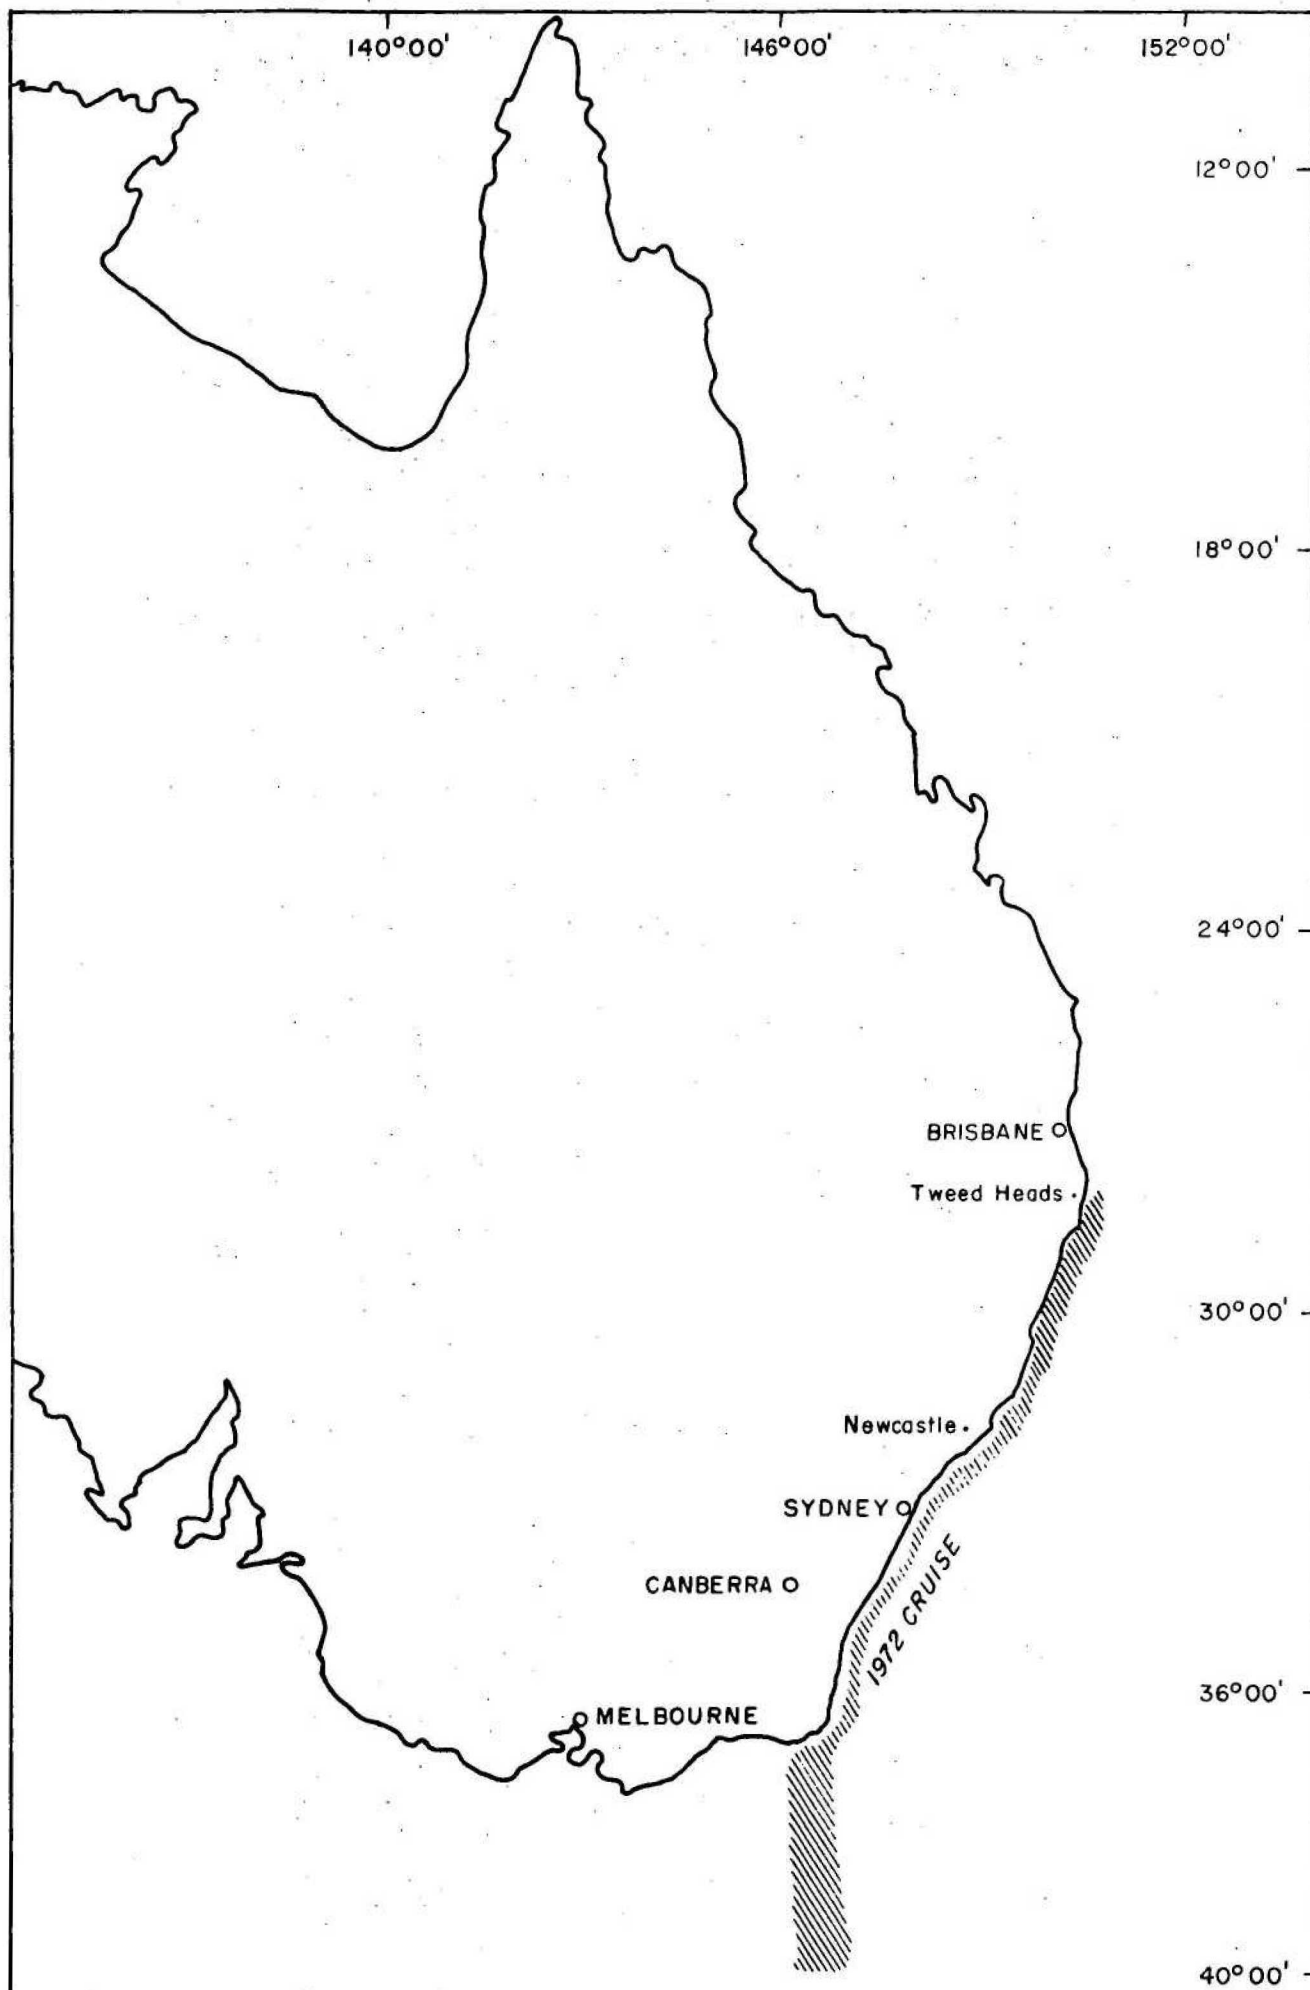 140°00'
146°00'
152°00'
12°00'
18°00'
24°00'
BRISBANE
Tweed Heads
30°00'
Newcastle
SYDNEY
1972 CRUISE
CANBERRA
36°00'
MELBOURNE
40°00'